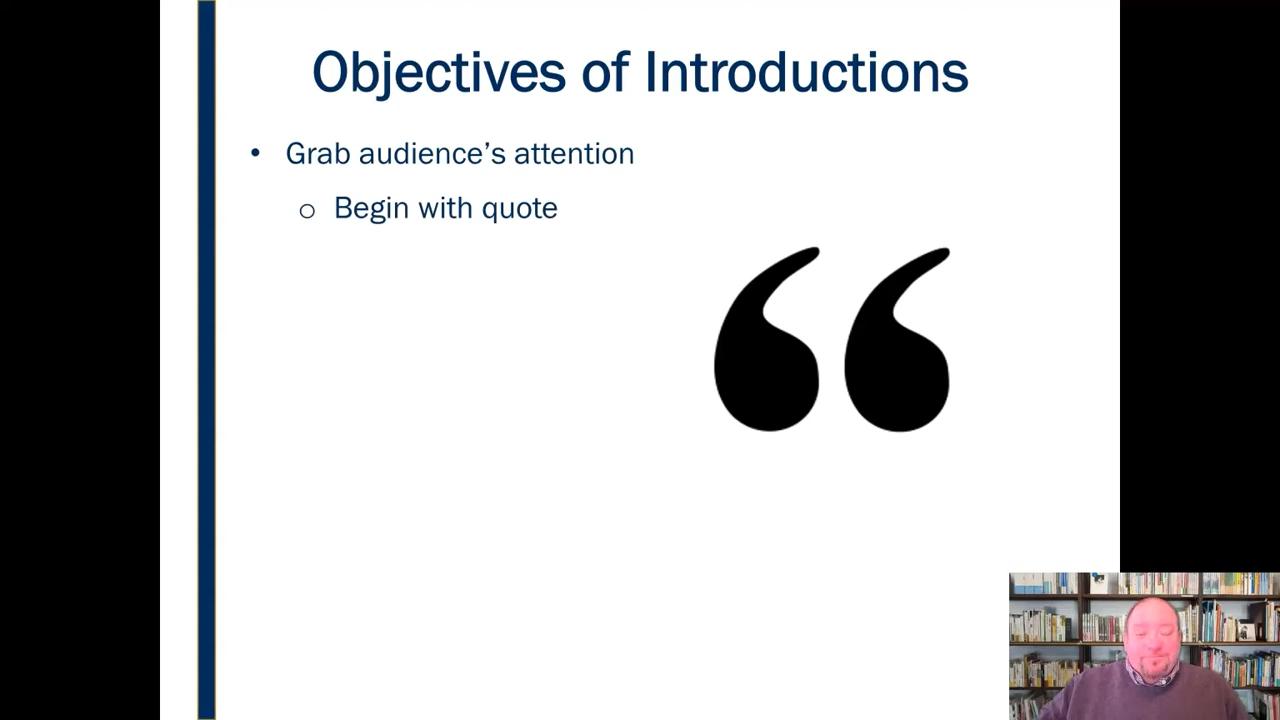 Objectives of Introductions
• Grab audience’s attention
o Begin with quote